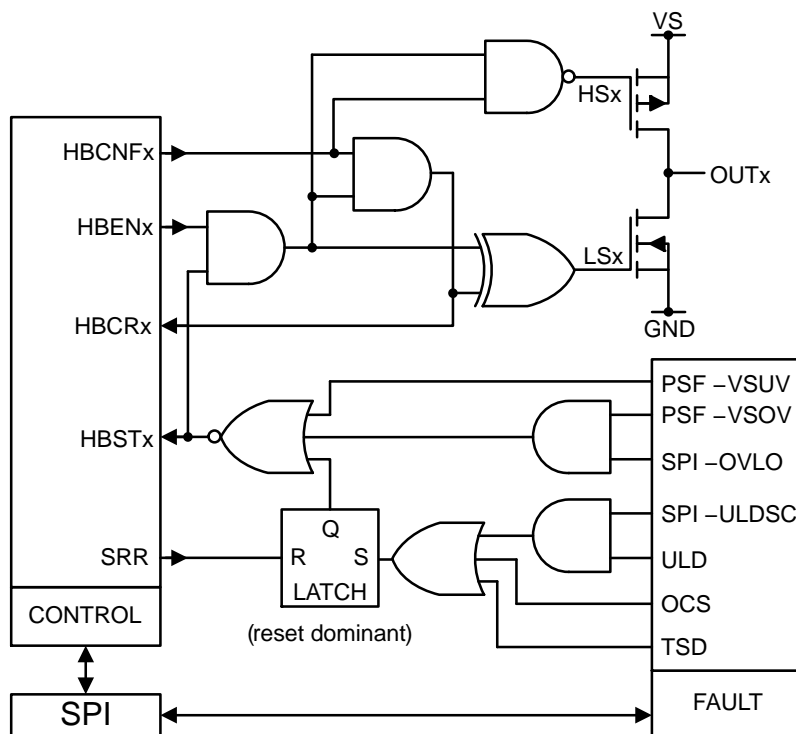 VS
HSx
HBCNFx
OUTx
HBENx
LSx
HBCRx
GND
PSF –VSUV
PSF –VSOV
HBSTx
SPI –OVLO
SPI –ULDSC
Q
SRR
R
S
ULD
LATCH
OCS
CONTROL
(reset dominant)
TSD
SPI
FAULT